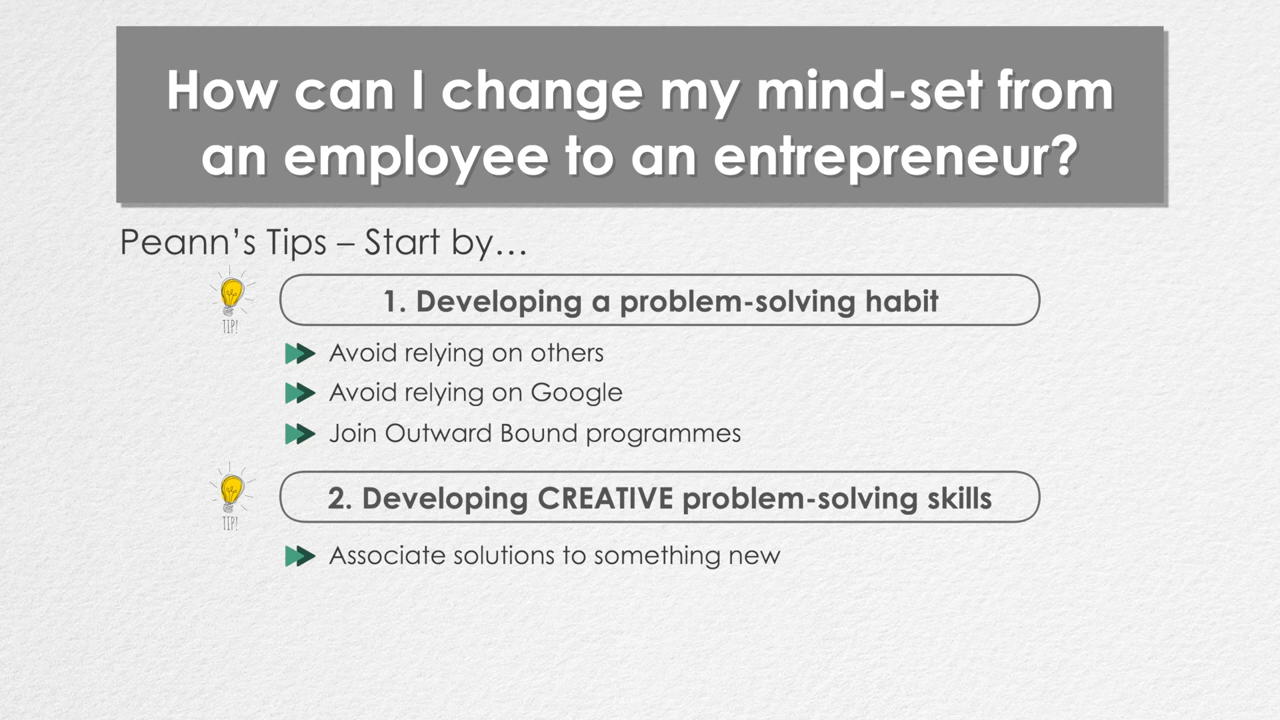 How can I change my mind-set from
an employee to an entrepreneur?
Peann’s Tips – Start by…
TIP!
1. Developing a problem-solving habit
Avoid relying on others
Avoid relying on Google
Join Outward Bound programmes
TIP!
2. Developing CREATIVE problem-solving skills
Associate solutions to something new